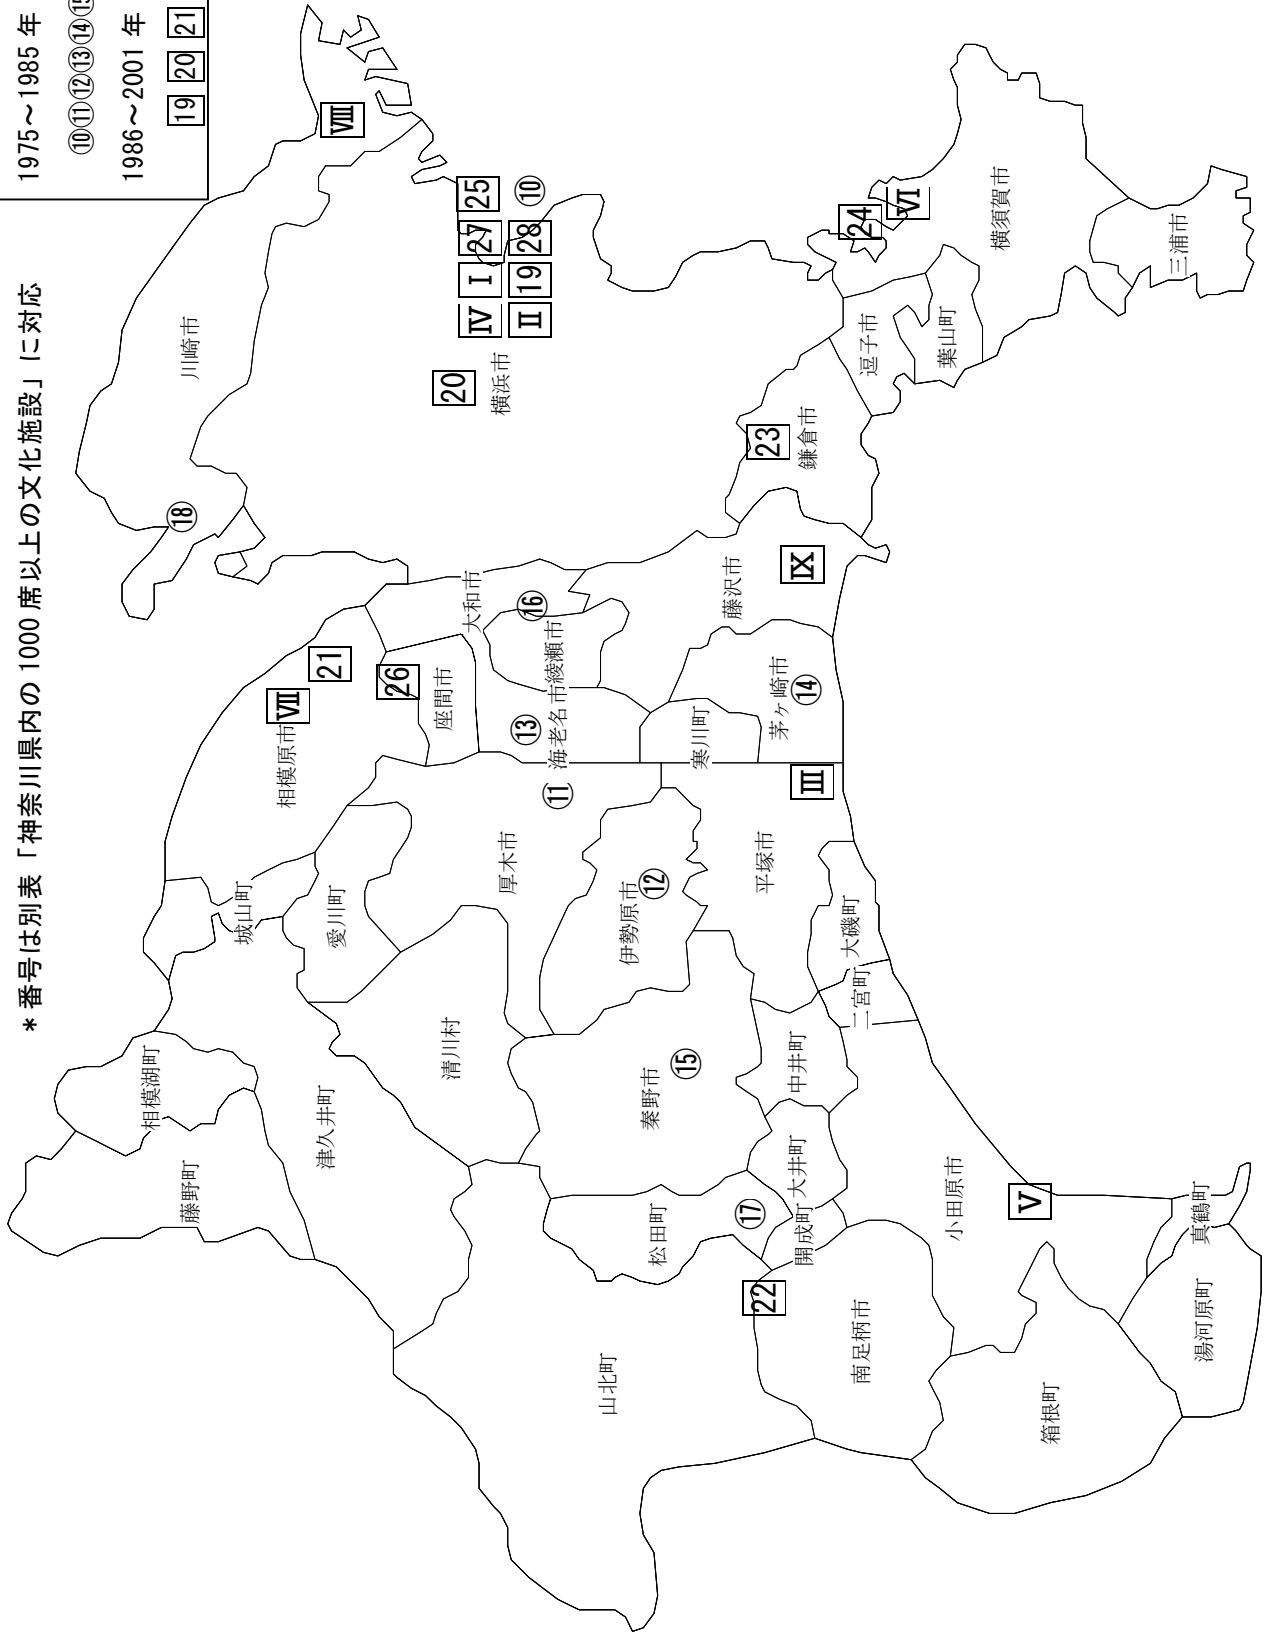 ＊番号は別表「神奈川県内の1000席以上の文化施設」に対応
1975～1985年
⑩⑪⑫⑬⑭⑮
1986～2001年
19 20 21
藤野町
相模湖町
津久井町
城山町
愛川町
相模原市
Ⅶ
21
川崎市
⑱
Ⅷ
清川村
厚木市
⑪
座間市
26
大和市
⑯
綾瀬市
海老名市
⑬
横浜市
20
Ⅳ Ⅰ 27 25
Ⅱ 19 28 ⑩
山北町
松田町
⑰
秦野市
⑮
伊勢原市
⑫
平塚市
Ⅲ
寒川町
茅ヶ崎市
⑭
藤沢市
Ⅸ
鎌倉市
23
逗子市
葉山町
24
Ⅵ
横須賀市
三浦市
22
南足柄市
開成町
大井町
中井町
二宮町
大磯町
小田原市
Ⅴ
箱根町
湯河原町
真鶴町